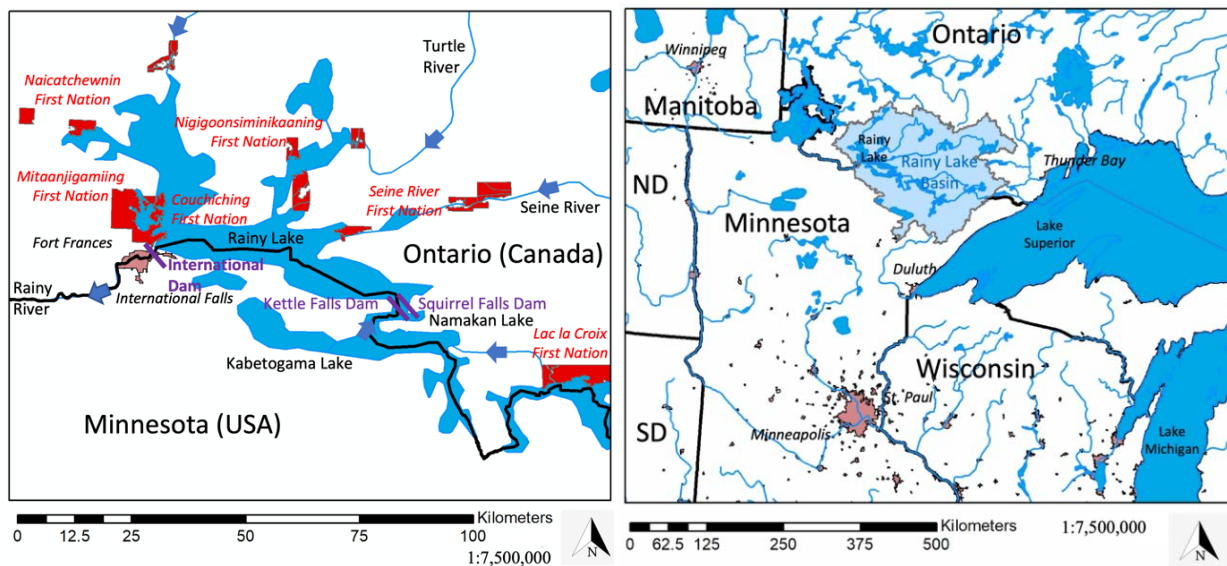 Turtle
River
Naicatchewnin
First Nation
Nigigoonsiminikaaning
First Nation
Mitaanjigamiing
First Nation
Couchiching
First Nation
Seine River
First Nation
Seine River
Fort Frances
Rainy Lake
Ontario (Canada)
International
Dam
Rainy
River
International Falls
Kettle Falls Dam
Squirrel Falls Dam
Namakan Lake
Lac la Croix
First Nation
Kabetogama Lake
Minnesota (USA)
Kilometers
0 12.5 25 50 75 100
1:7,500,000
N
Ontario
Winnipeg
Manitoba
Rainy
Lake
Rainy Lake
Basin
Thunder Bay
ND
Minnesota
Lake
Superior
Duluth
Wisconsin
St. Paul
SD
Minneapolis
Lake
Michigan
Kilometers
0 62.5 125 250 375 500
1:7,500,000
N